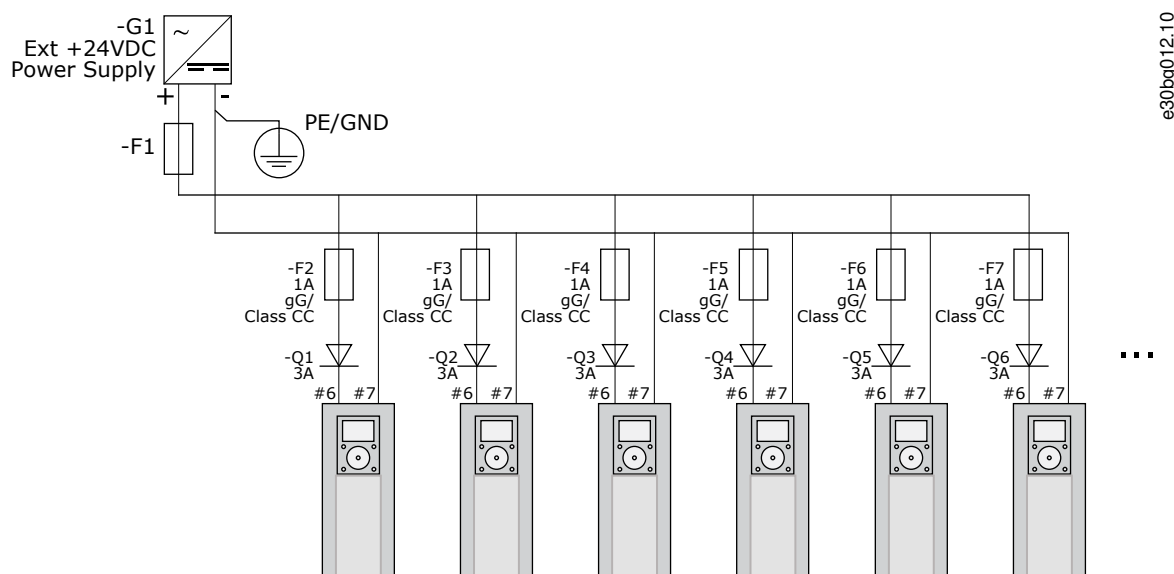 -G1
Ext +24VDC
Power Supply
+ -
-F1
PE/GND
e30bg012.10
-F2
1A
gG/
Class CC
-F3
1A
gG/
Class CC
-F4
1A
gG/
Class CC
-F5
1A
gG/
Class CC
-F6
1A
gG/
Class CC
-F7
1A
gG/
Class CC
-Q1
3A
-Q2
3A
-Q3
3A
-Q4
3A
-Q5
3A
-Q6
3A
...
#6 #7
#6 #7
#6 #7
#6 #7
#6 #7
#6 #7